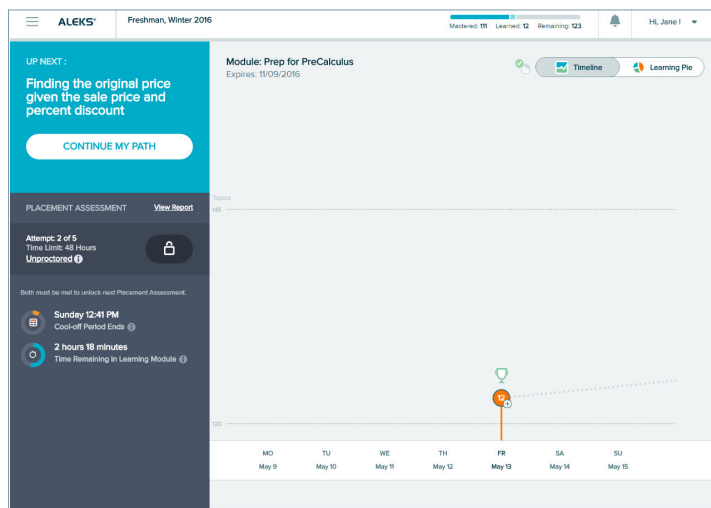 ALEKS®
Freshman, Winter 2016
Mastered: 111 Learned: 12 Remaining: 123
Hi, Jane !
UP NEXT :
Finding the original price
given the sale price and
percent discount
CONTINUE MY PATH
PLACEMENT ASSESSMENT
View Report
Attempt: 2 of 5
Time Limit: 48 Hours
Unproctored
Both must be met to unlock next Placement Assessment.
Sunday 12:41 PM
Cool-off Period Ends
2 hours 18 minutes
Time Remaining in Learning Module
Module: Prep for PreCalculus
Expires: 11/09/2016
Timeline
Learning Pie
Topics
145
12
120
MO TU WE TH FR SA SU
May 9 May 10 May 11 May 12 May 13 May 14 May 15